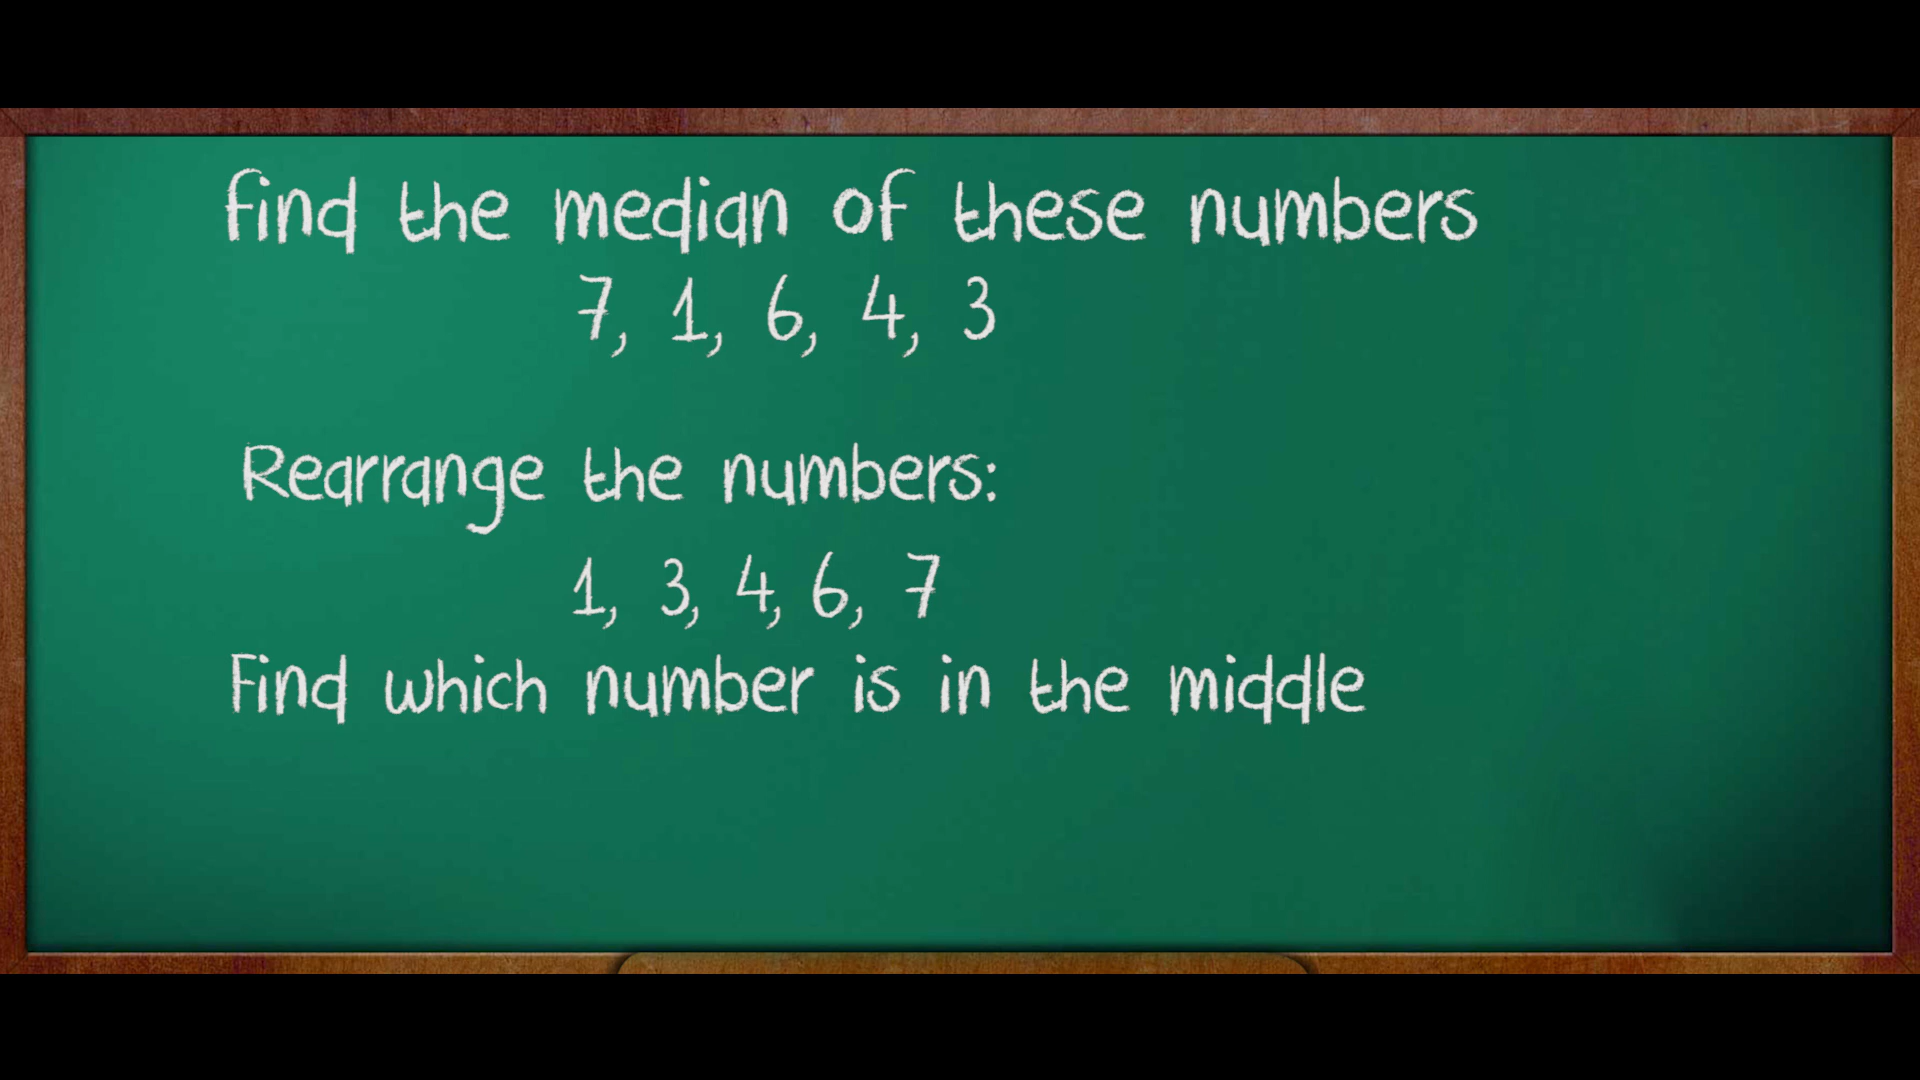 find the median of these numbers
7, 1, 6, 4, 3
Rearrange the numbers:
1, 3, 4, 6, 7
Find which number is in the middle